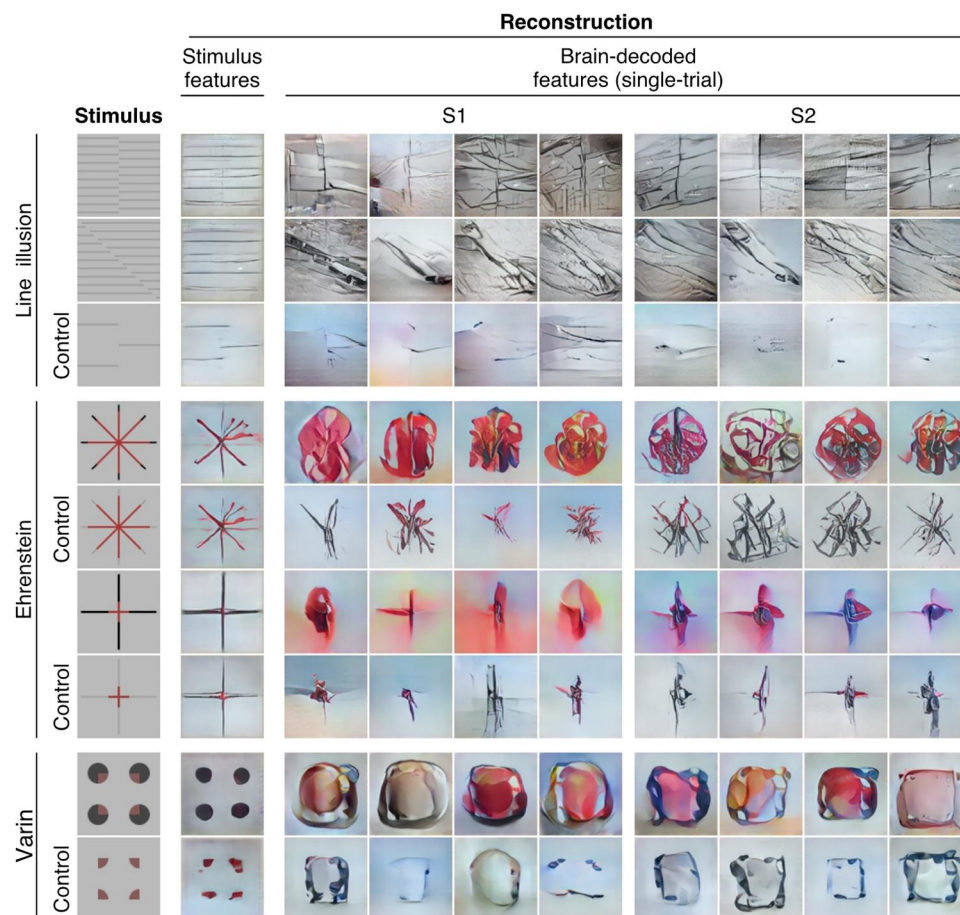 Reconstruction
Stimulus
features
Brain-decoded
features (single-trial)
Stimulus
S1
S2
Line illusion
Control
Ehrenstein
Control
Control
Varin
Control